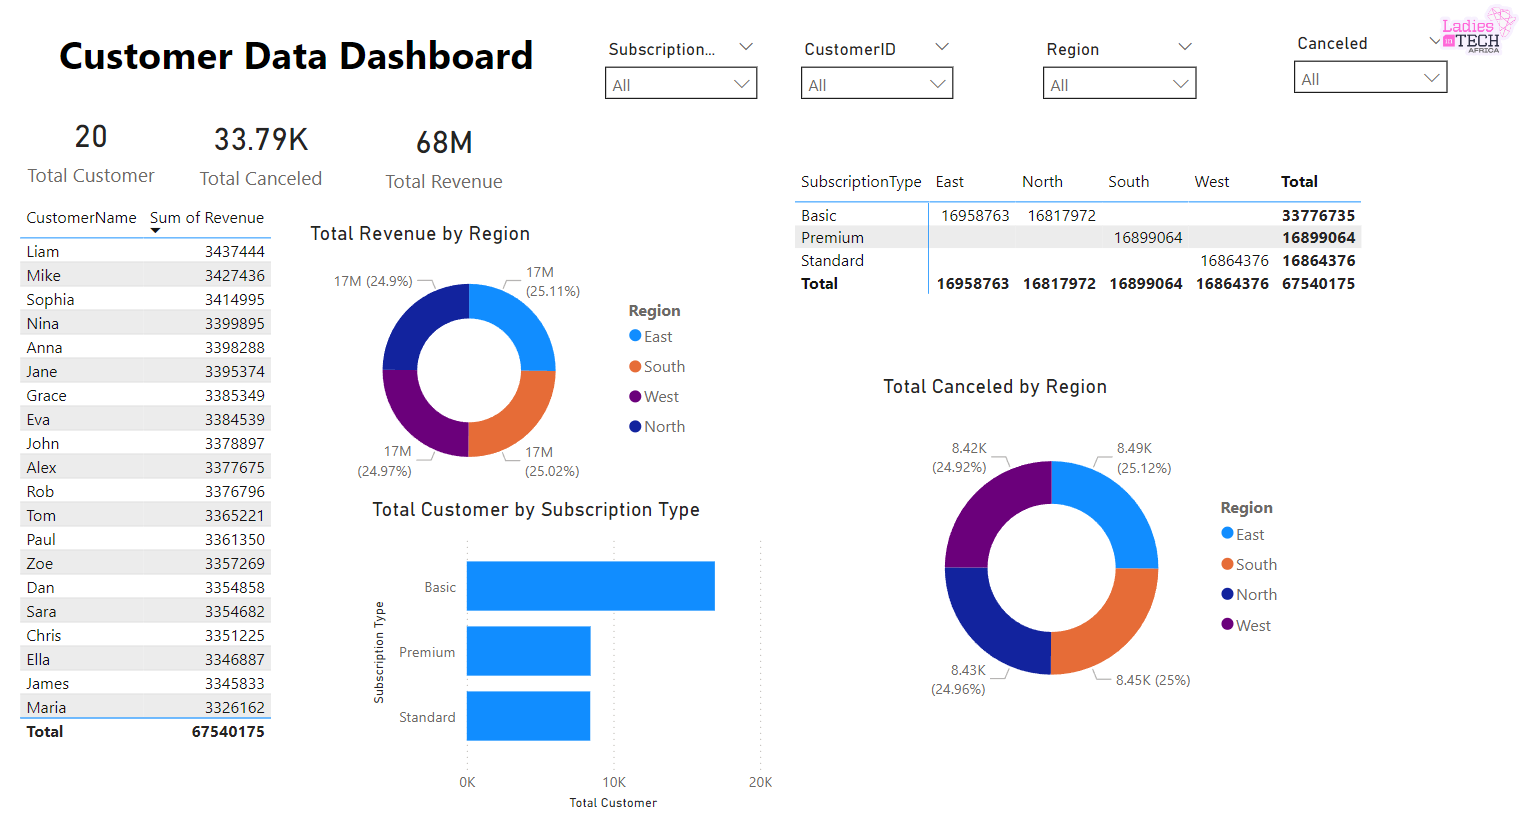 Customer Data Dashboard
Subscription...
All
CustomerID
All
Region
All
Canceled
All
Ladies
in TECH
AFRICA
20
Total Customer
33.79K
Total Canceled
68M
Total Revenue
CustomerName Sum of Revenue
Liam 3437444
Mike 3427436
Sophia 3414995
Nina 3399895
Anna 3398288
Jane 3395374
Grace 3385349
Eva 3384539
John 3378897
Alex 3377675
Rob 3376796
Tom 3365221
Paul 3361350
Zoe 3357269
Dan 3354858
Sara 3354682
Chris 3351225
Ella 3346887
James 3345833
Maria 3326162
Total 67540175
Total Revenue by Region
17M (24.9%)
17M
(25.11%)
17M
(24.97%)
17M
(25.02%)
Region
East
South
West
North
Total Customer by Subscription Type
Subscription Type
Basic
Premium
Standard
0K 10K 20K
Total Customer
SubscriptionType East North South West Total
Basic 16958763 16817972 33776735
Premium 16899064 16899064
Standard 16864376 16864376
Total 16958763 16817972 16899064 16864376 67540175
Total Canceled by Region
8.42K
(24.92%)
8.49K
(25.12%)
8.43K
(24.96%)
8.45K (25%)
Region
East
South
North
West